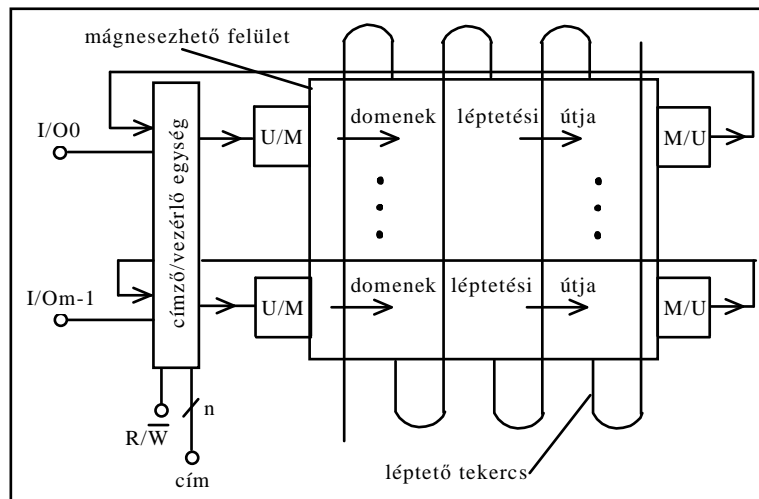 mágnesezhető felület
I/O0
címző/vezérlő egység
U/M
domenek léptetési útja
M/U
I/Om-1
U/M
domenek léptetési útja
M/U
n
R/W̅
cím
léptető tekercs